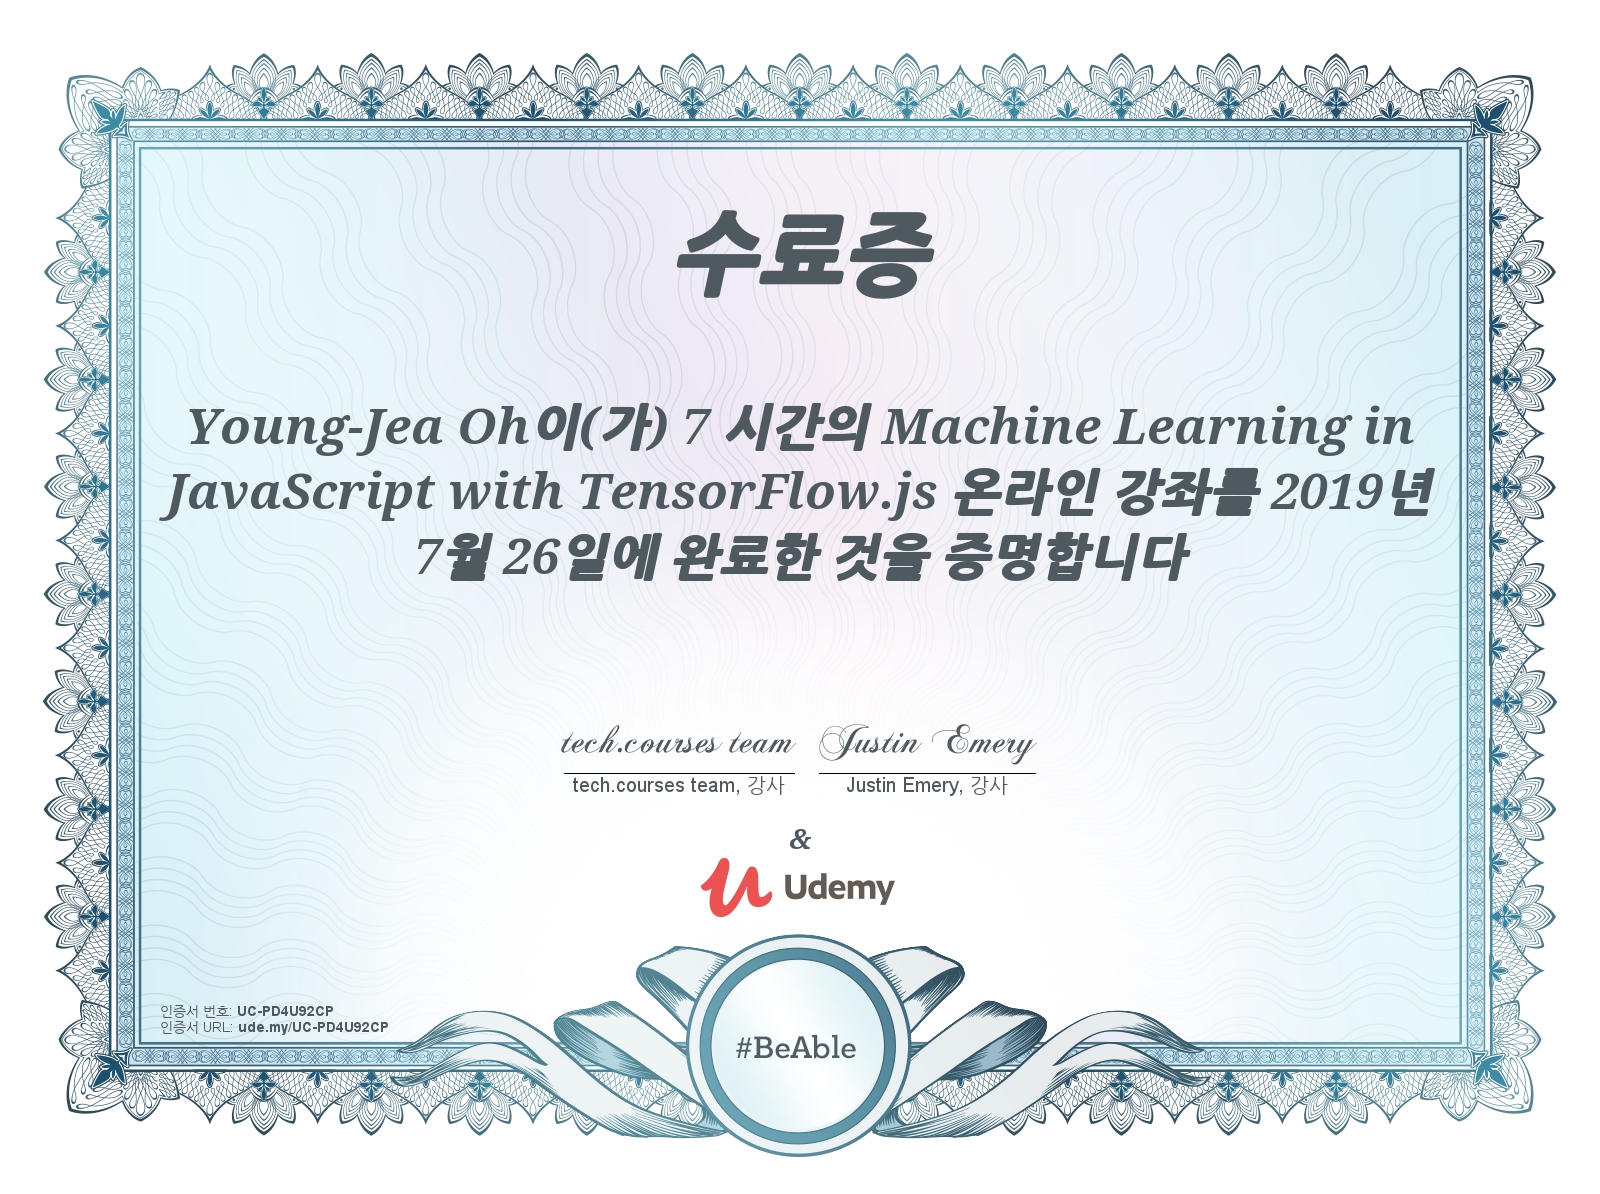 수료증
Young-Jea Oh이(가) 7 시간의 Machine Learning in
JavaScript with TensorFlow.js 온라인 강좌를 2019년
7월 26일에 완료한 것을 증명합니다
tech.courses team Justin Emery
tech.courses team, 강사 Justin Emery, 강사
&
Udemy
인증서 번호: UC-PD4U92CP
인증서 URL: ude.my/UC-PD4U92CP
#BeAble